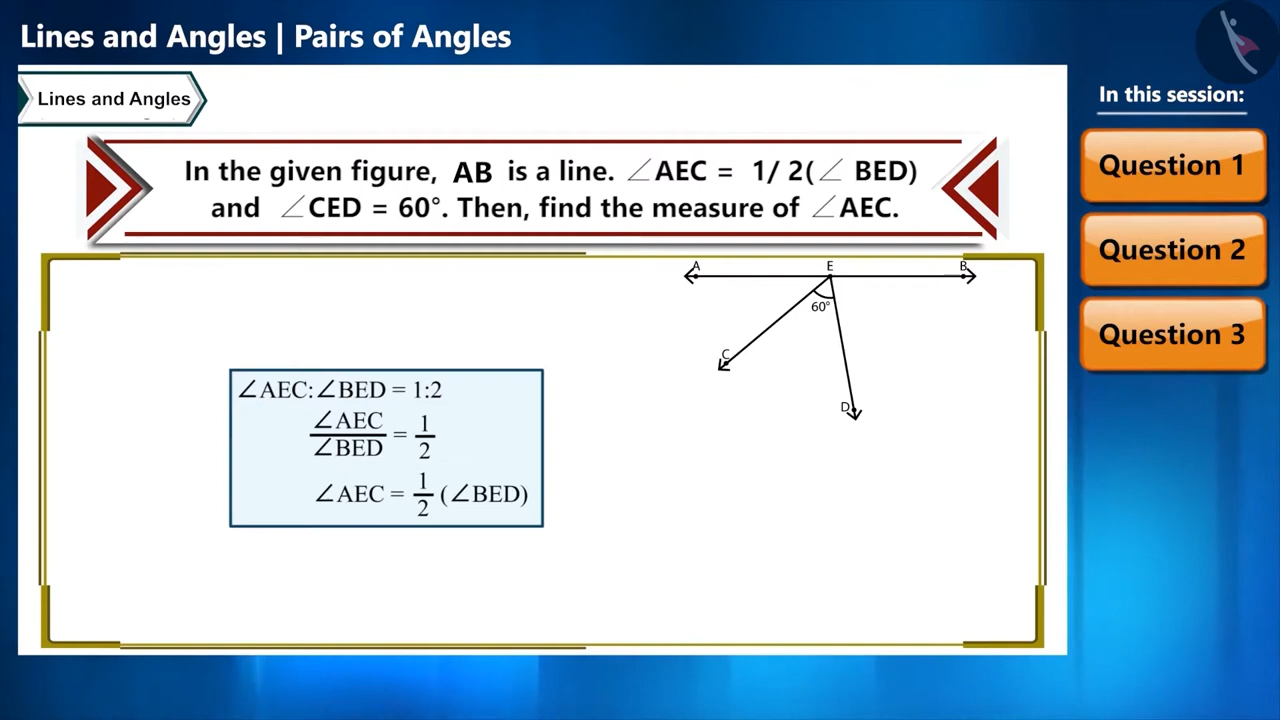 Lines and Angles | Pairs of Angles
Lines and Angles
In the given figure, AB is a line. ∠AEC = 1/ 2(∠ BED)
and ∠CED = 60°. Then, find the measure of ∠AEC.
A E B
60°
C
D
∠AEC:∠BED = 1:2
∠AEC/∠BED = 1/2
∠AEC = 1/2 (∠BED)
In this session:
Question 1
Question 2
Question 3